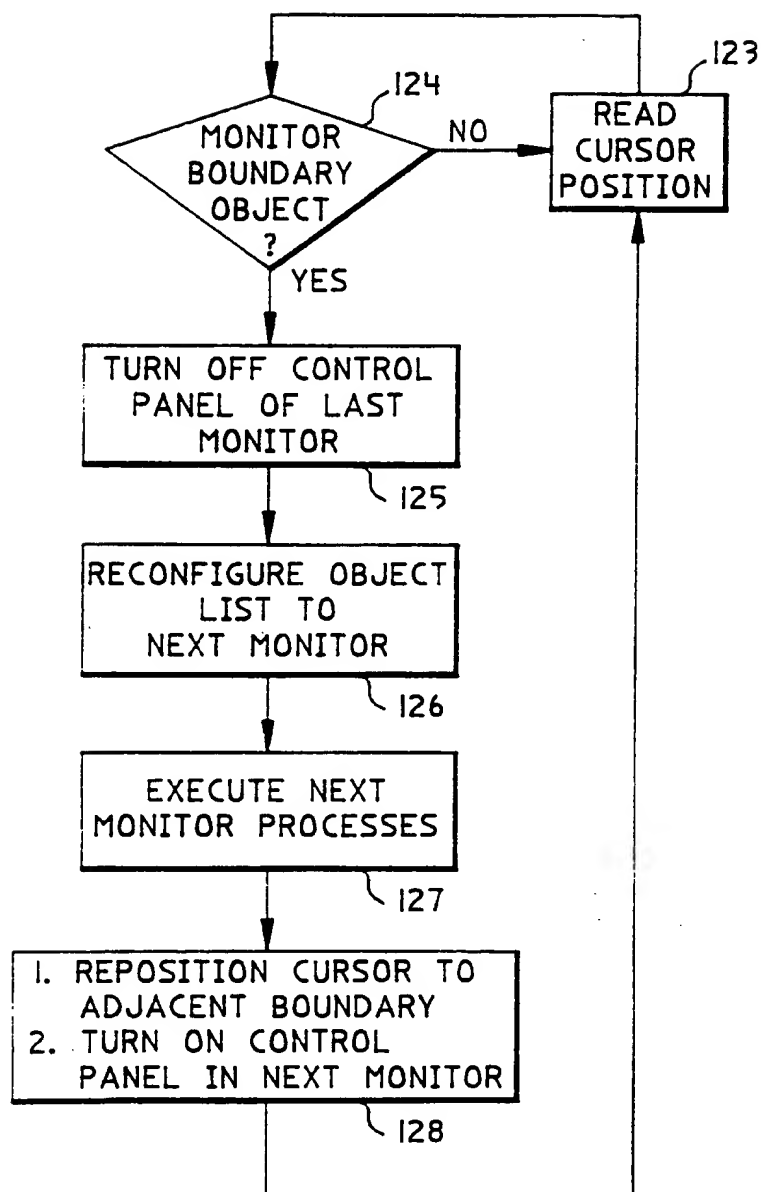 123
READ
CURSOR
POSITION
124
MONITOR
BOUNDARY
OBJECT
?
NO
YES
TURN OFF CONTROL
PANEL OF LAST
MONITOR
125
RECONFIGURE OBJECT
LIST TO
NEXT MONITOR
126
EXECUTE NEXT
MONITOR PROCESSES
127
1. REPOSITION CURSOR TO
ADJACENT BOUNDARY
2. TURN ON CONTROL
PANEL IN NEXT MONITOR
128